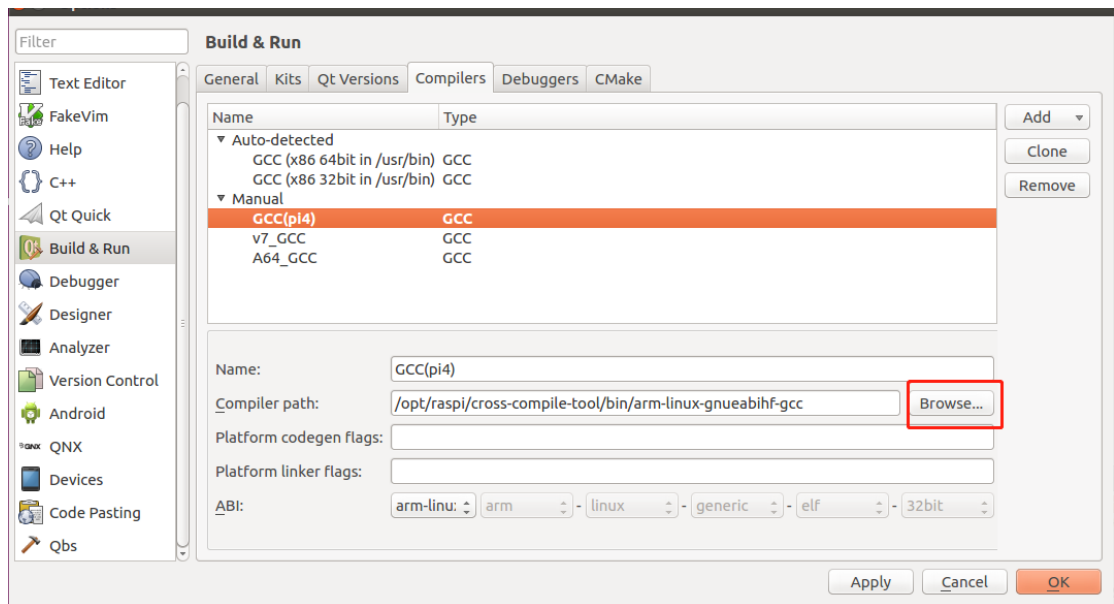 Filter
Build & Run
Text Editor
FakeVim
Help
C++
Qt Quick
Build & Run
Debugger
Designer
Analyzer
Version Control
Android
QNX
QNX
Devices
Code Pasting
Qbs
General Kits Qt Versions Compilers Debuggers CMake
Name Type
Auto-detected
GCC (x86 64bit in /usr/bin) GCC
GCC (x86 32bit in /usr/bin) GCC
Manual
GCC(pi4) GCC
v7_GCC GCC
A64_GCC GCC
Add
Clone
Remove
Name: GCC(pi4)
Compiler path: /opt/raspi/cross-compile-tool/bin/arm-linux-gnueabihf-gcc Browse...
Platform codegen flags:
Platform linker flags:
ABI: arm-linu: arm - linux - generic - elf - 32bit
Apply Cancel OK